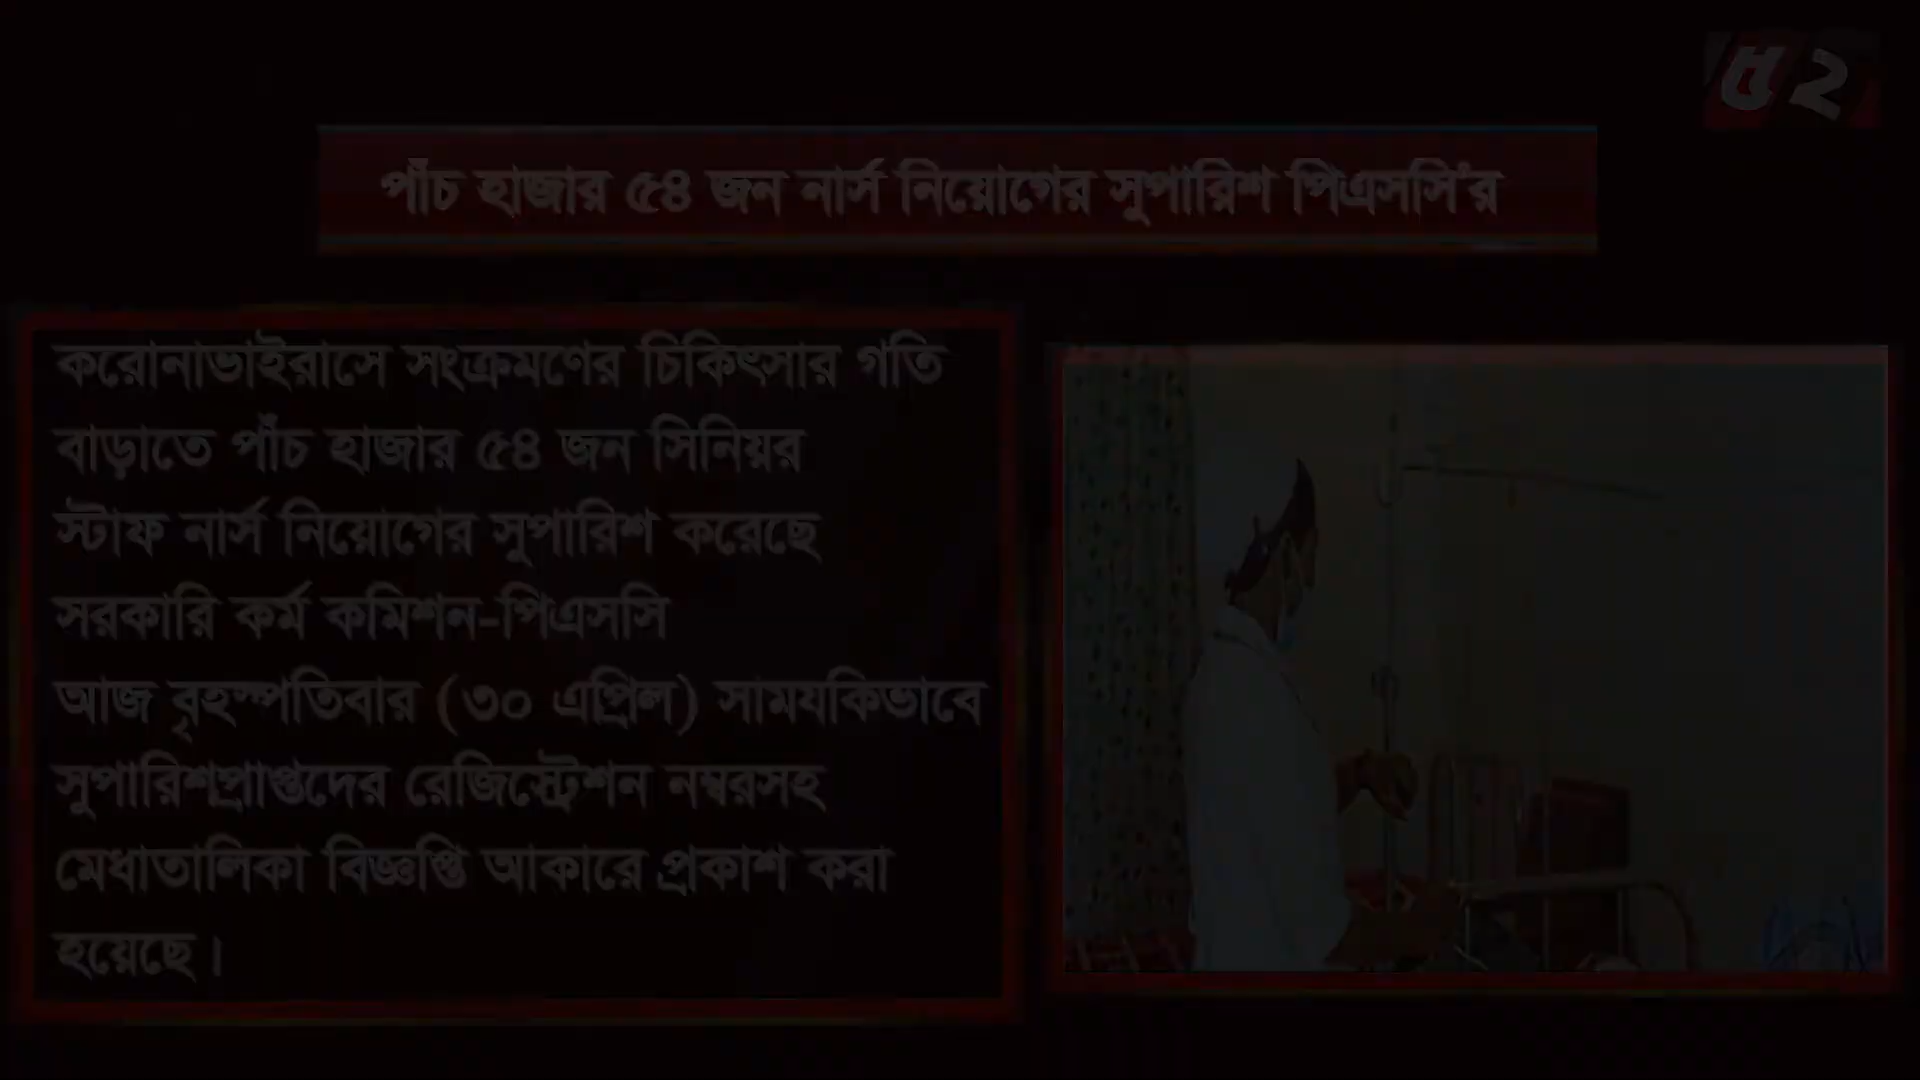 ৫২
পাঁচ হাজার ৫৪ জন নার্স নিয়োগের সুপারিশ পিএসসি'র
করোনাভাইরাসে সংক্রমণের চিকিৎসার গতি
বাড়াতে পাঁচ হাজার ৫৪ জন সিনিয়র
স্টাফ নার্স নিয়োগের সুপারিশ করেছে
সরকারি কর্ম কমিশন-পিএসসি
আজ বৃহস্পতিবার (৩০ এপ্রিল) সাময়কিভাবে
সুপারিশপ্রাপ্তদের রেজিস্ট্রেশন নম্বরসহ
মেধাতালিকা বিজ্ঞপ্তি আকারে প্রকাশ করা
হয়েছে।